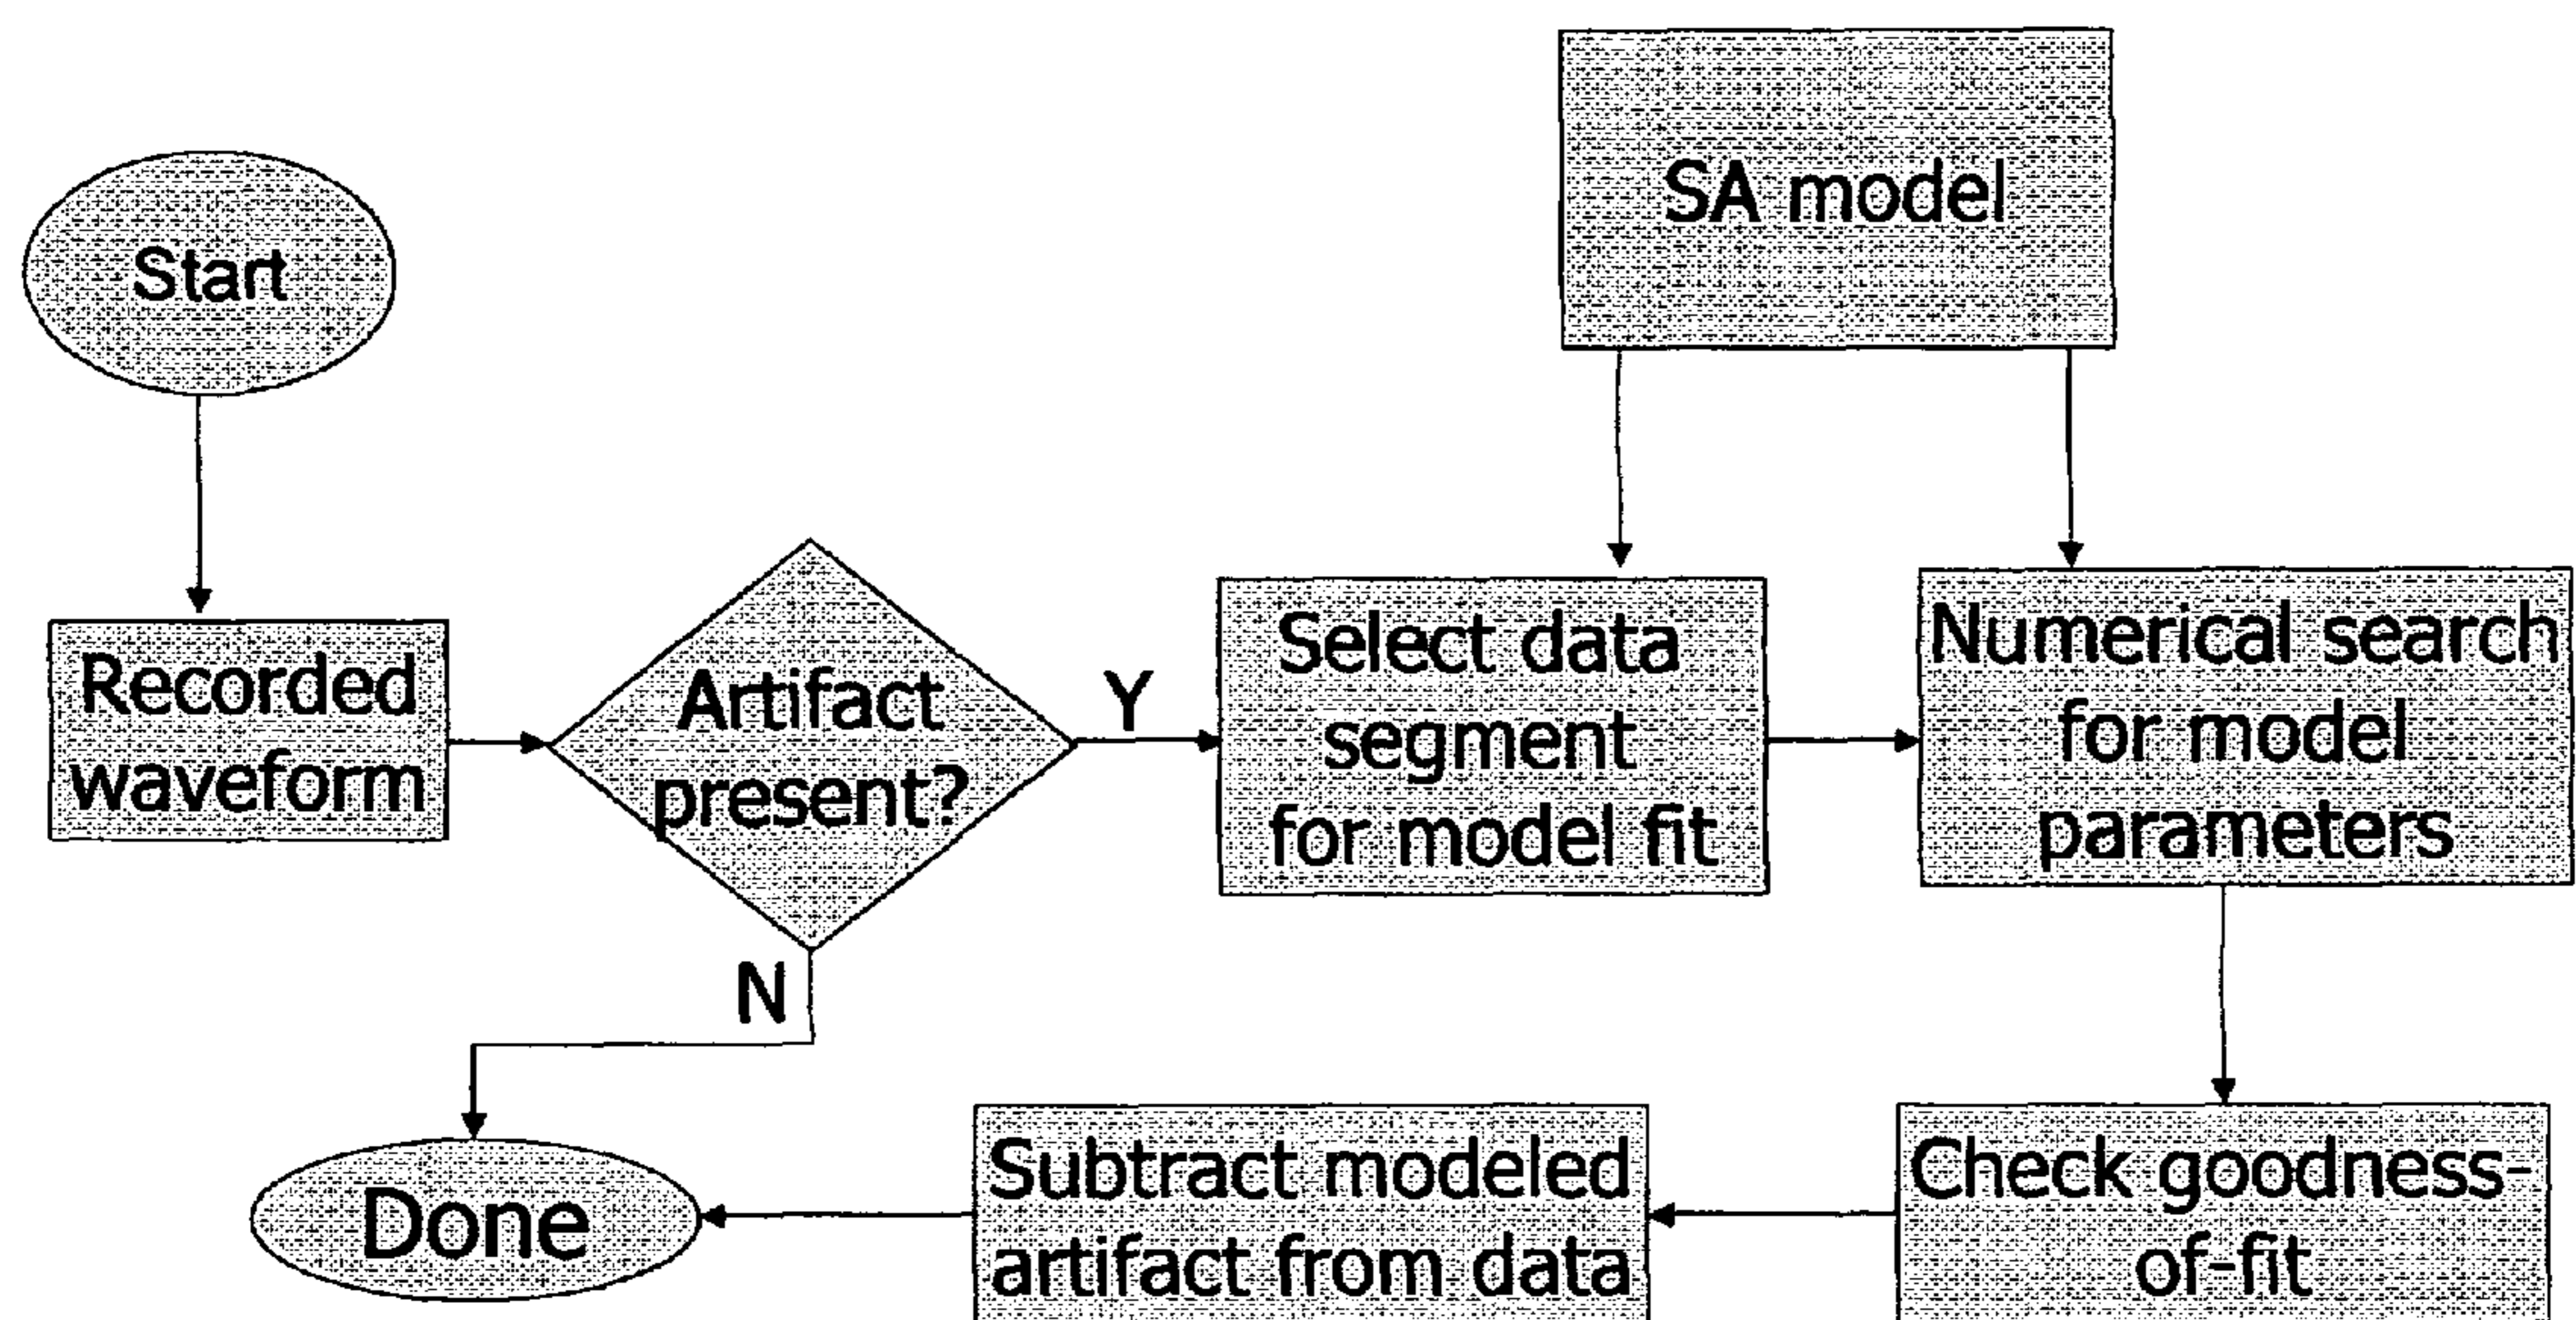 Start
SA model
Recorded
waveform
Artifact
present?
Y
N
Select data
segment
for model fit
Numerical search
for model
parameters
Check goodness-
of-fit
Subtract modeled
artifact from data
Done